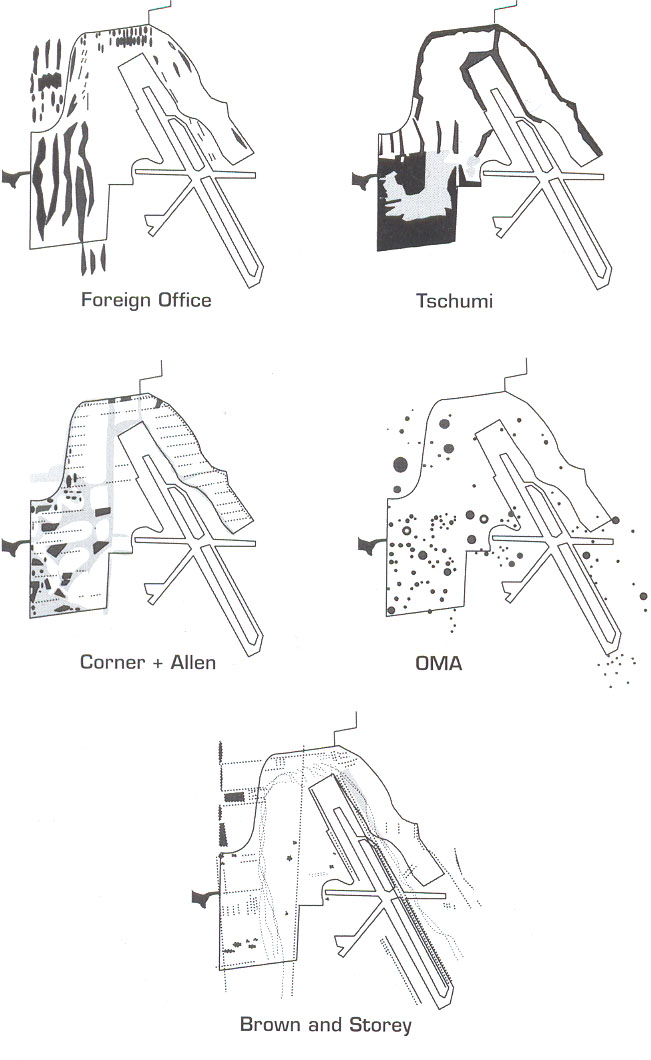 Foreign Office
Tschumi
Corner + Allen
OMA
Brown and Storey